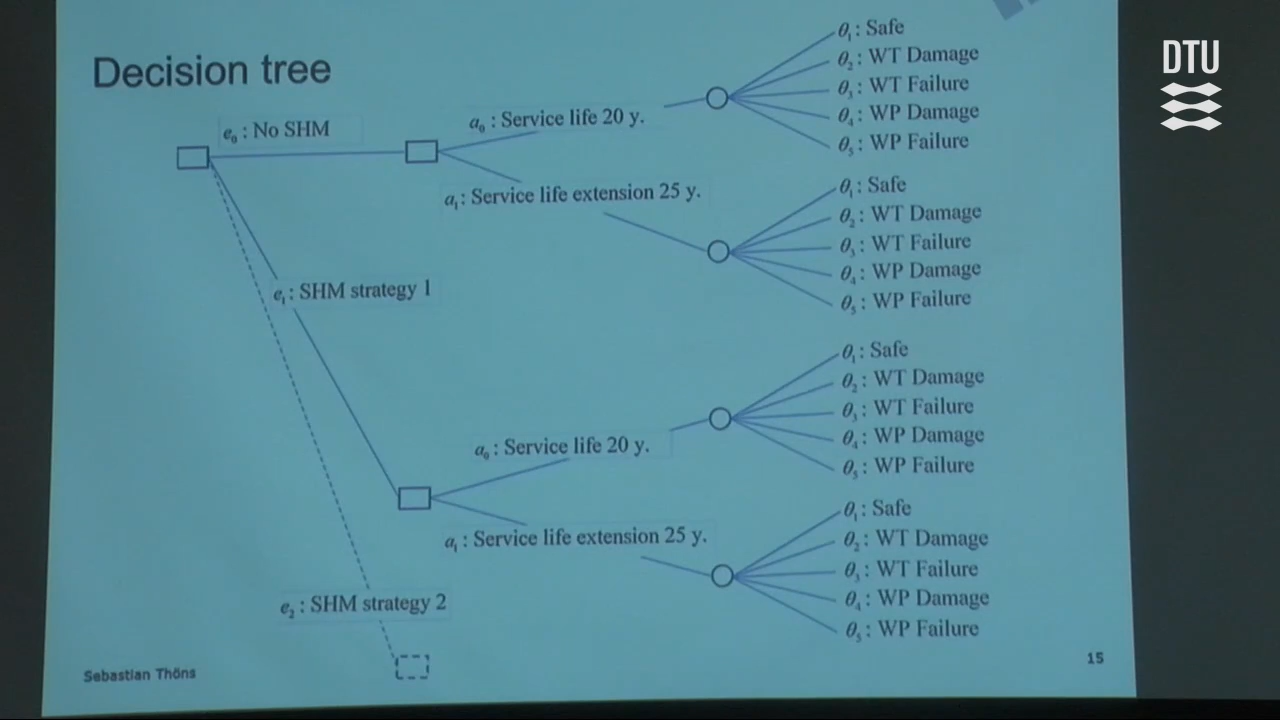 Decision tree
DTU
e₀ : No SHM
a₀ : Service life 20 y.
θ₁ : Safe
θ₂ : WT Damage
θ₃ : WT Failure
θ₄ : WP Damage
θ₅ : WP Failure
a₁ : Service life extension 25 y.
θ₁ : Safe
θ₂ : WT Damage
θ₃ : WT Failure
θ₄ : WP Damage
θ₅ : WP Failure
e₁ : SHM strategy 1
a₀ : Service life 20 y.
θ₁ : Safe
θ₂ : WT Damage
θ₃ : WT Failure
θ₄ : WP Damage
θ₅ : WP Failure
a₁ : Service life extension 25 y.
θ₁ : Safe
θ₂ : WT Damage
θ₃ : WT Failure
θ₄ : WP Damage
θ₅ : WP Failure
e₂ : SHM strategy 2
Sebastian Thöns
15